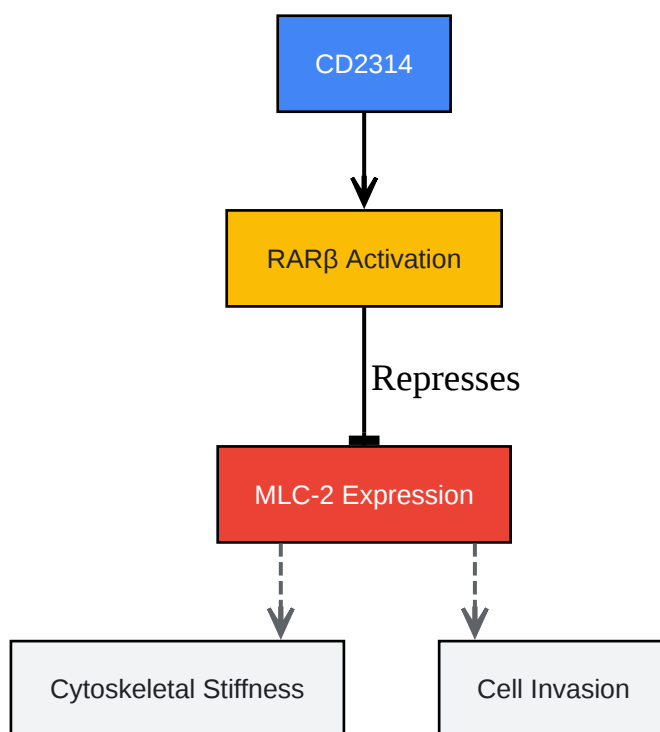 CD2314
RARβ Activation
Represses
MLC-2 Expression
Cytoskeletal Stiffness
Cell Invasion